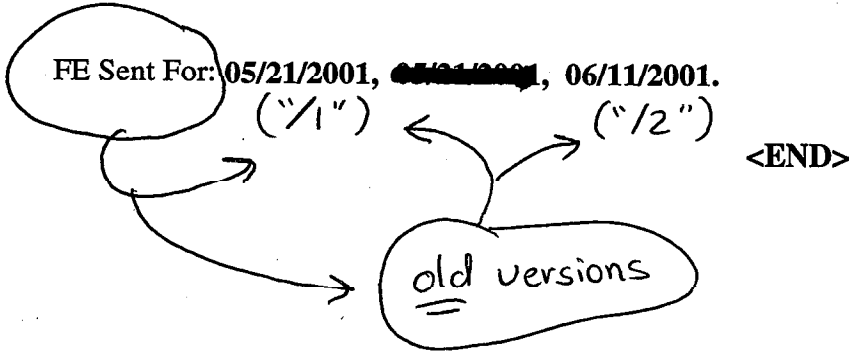 FE Sent For: 05/21/2001, , 06/11/2001.
("/1") ("/2")
<END>
old versions